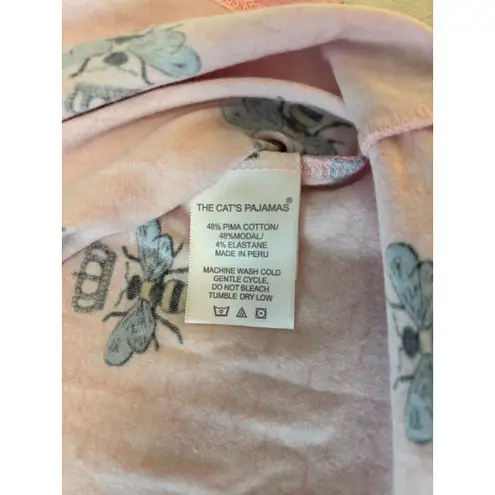 THE CAT'S PAJAMAS®
48% PIMA COTTON/
48%MODAL/
4% ELASTANE
MADE IN PERU
MACHINE WASH COLD
GENTLE CYCLE,
DO NOT BLEACH
TUMBLE DRY LOW